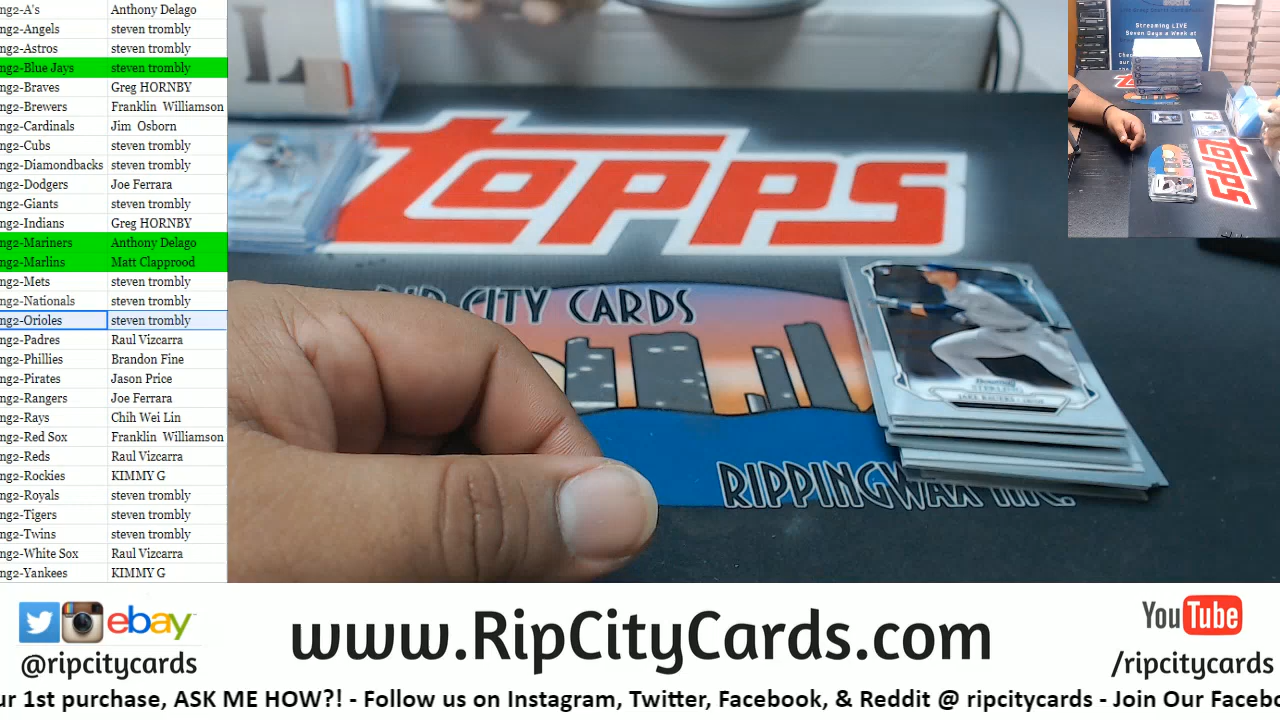 ng2-A's Anthony Delago
ng2-Angels steven trombly
ng2-Astros steven trombly
ng2-Blue Jays steven trombly
ng2-Braves Greg HORNBY
ng2-Brewers Franklin Williamson
ng2-Cardinals Jim Osborn
ng2-Cubs steven trombly
ng2-Diamondbacks steven trombly
ng2-Dodgers Joe Ferrara
ng2-Giants steven trombly
ng2-Indians Greg HORNBY
ng2-Mariners Anthony Delago
ng2-Marlins Matt Clapprood
ng2-Mets steven trombly
ng2-Nationals steven trombly
ng2-Orioles steven trombly
ng2-Padres Raul Vizcarra
ng2-Phillies Brandon Fine
ng2-Pirates Jason Price
ng2-Rangers Joe Ferrara
ng2-Rays Chih Wei Lin
ng2-Red Sox Franklin Williamson
ng2-Reds Raul Vizcarra
ng2-Rockies KIMMY G
ng2-Royals steven trombly
ng2-Tigers steven trombly
ng2-Twins steven trombly
ng2-White Sox Raul Vizcarra
ng2-Yankees KIMMY G
topps
RIP CITY CARDS
RIPPINGWAX INC.
Streaming LIVE
Seven Days a Week at
topps
ebay
@ripcitycards
www.RipCityCards.com
YouTube
/ripcitycards
ur 1st purchase, ASK ME HOW?! - Follow us on Instagram, Twitter, Facebook, & Reddit @ ripcitycards - Join Our Facebo